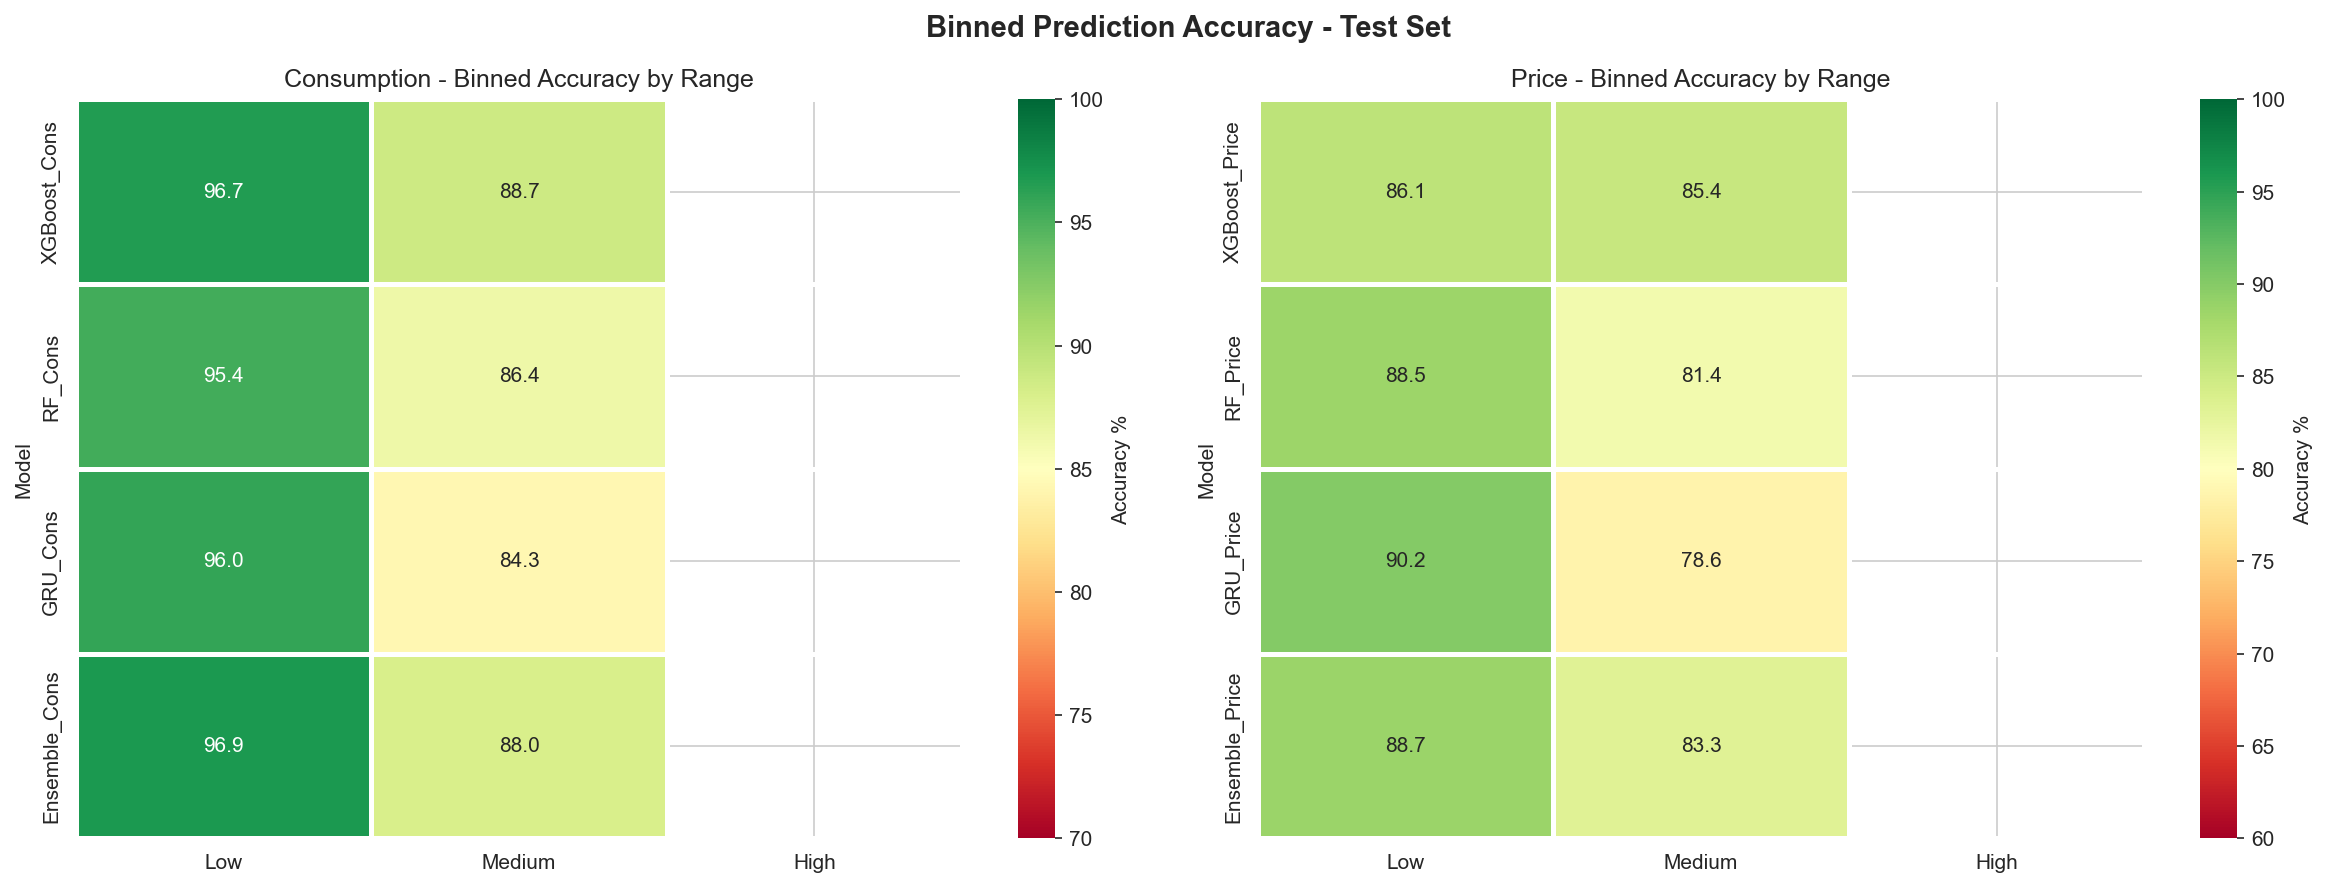 Binned Prediction Accuracy - Test Set
Consumption - Binned Accuracy by Range
Model
XGBoost_Cons
96.7
88.7
RF_Cons
95.4
86.4
GRU_Cons
96.0
84.3
Ensemble_Cons
96.9
88.0
Low
Medium
High
100
95
90
85
80
75
70
Accuracy %
Price - Binned Accuracy by Range
Model
XGBoost_Price
86.1
85.4
RF_Price
88.5
81.4
GRU_Price
90.2
78.6
Ensemble_Price
88.7
83.3
Low
Medium
High
100
95
90
85
80
75
70
65
60
Accuracy %